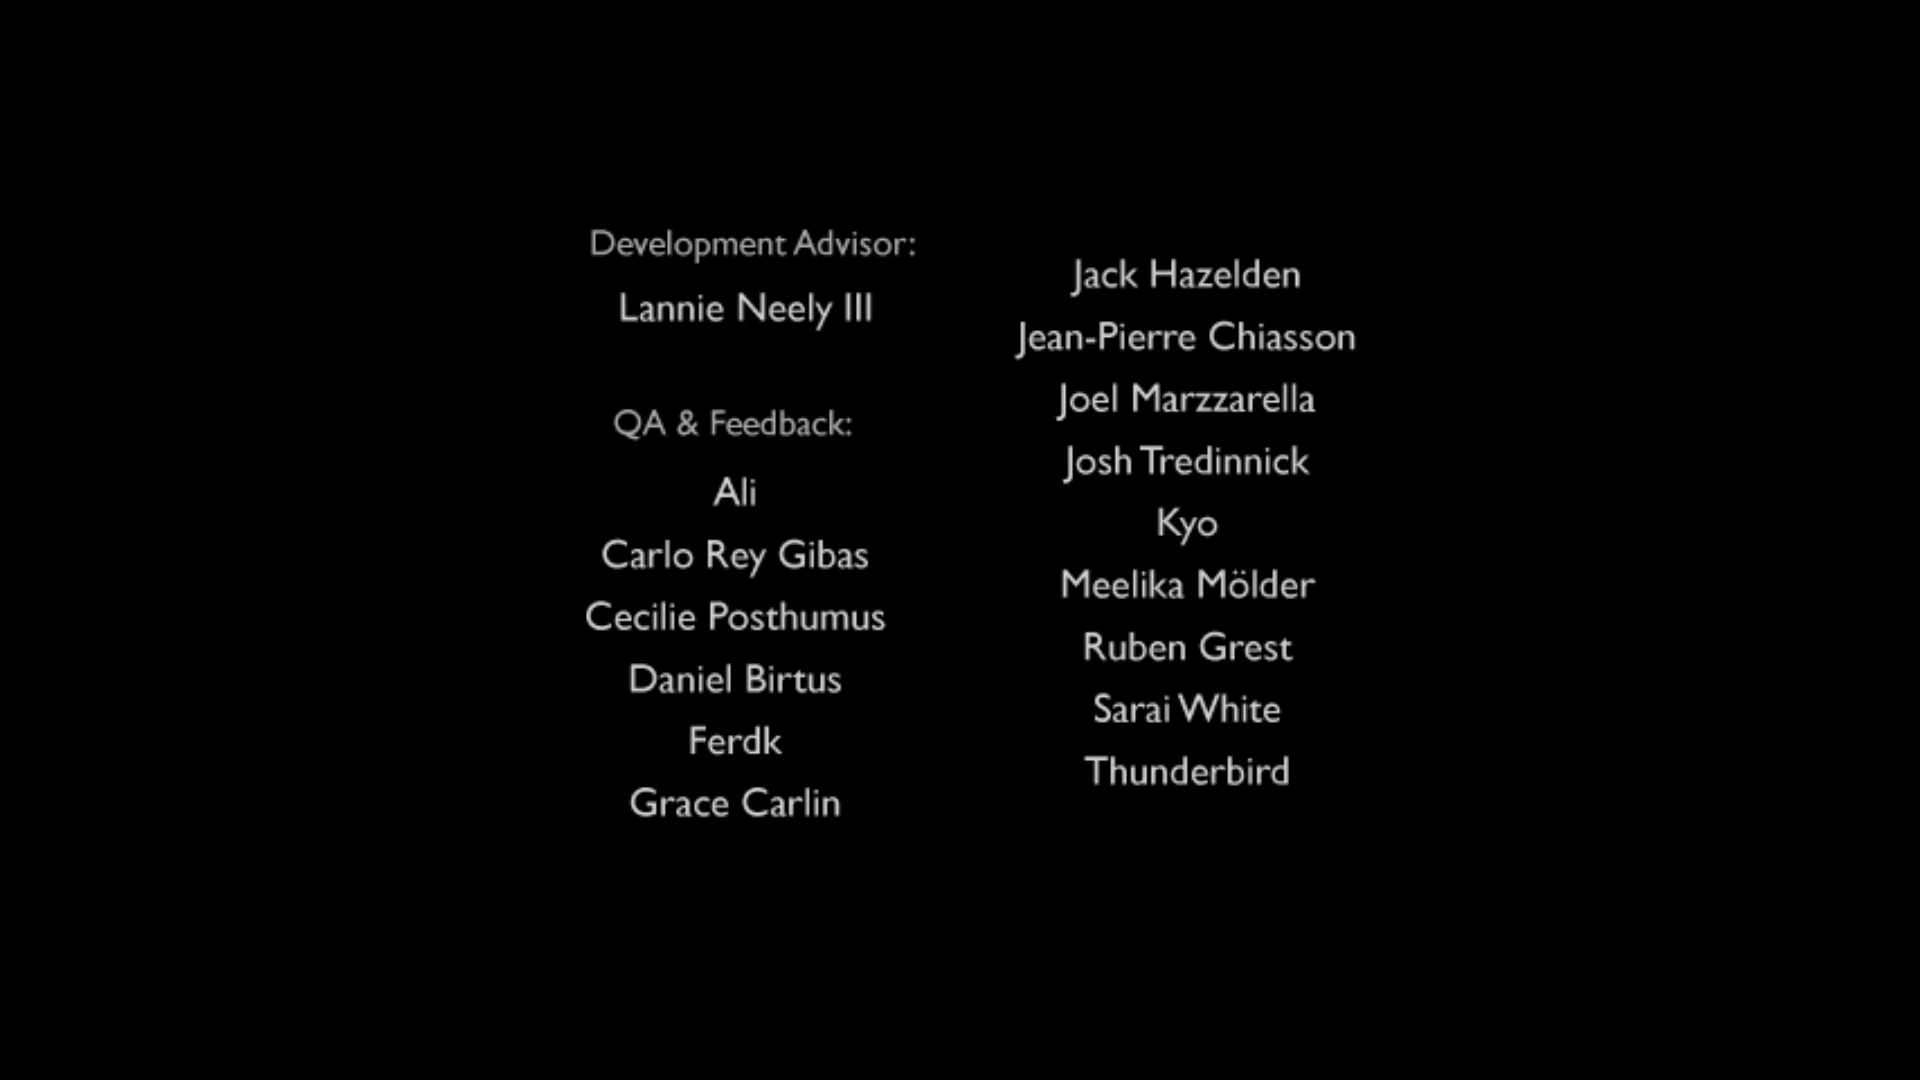 Development Advisor:
Lannie Neely III
QA & Feedback:
Ali
Carlo Rey Gibas
Cecilie Posthumus
Daniel Birtus
Ferdk
Grace Carlin
Jack Hazelden
Jean-Pierre Chiasson
Joel Marzzarella
Josh Tredinnick
Kyo
Meelika Mölder
Ruben Grest
Sarai White
Thunderbird